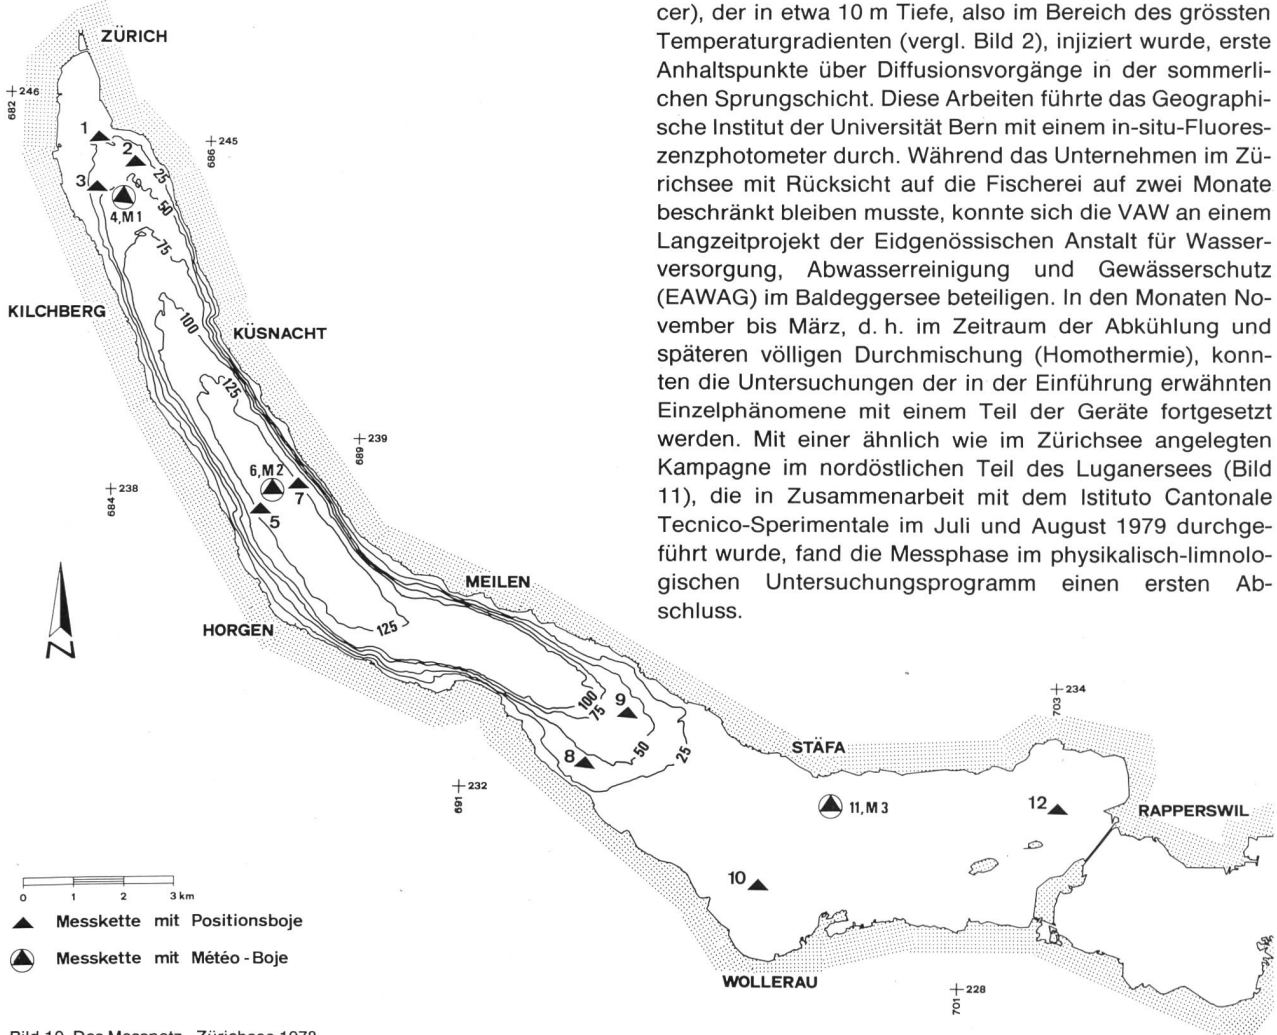 cer), der in etwa 10 m Tiefe, also im Bereich des grössten
Temperaturgradienten (vergl. Bild 2), injiziert wurde, erste
Anhaltspunkte über Diffusionsvorgänge in der sommerli-
chen Sprungschicht. Diese Arbeiten führte das Geographi-
sche Institut der Universität Bern mit einem in-situ-Fluores-
zenzphotometer durch. Während das Unternehmen im Zü-
richsee mit Rücksicht auf die Fischerei auf zwei Monate
beschränkt bleiben musste, konnte sich die VAW an einem
Langzeitprojekt der Eidgenössischen Anstalt für Wasser-
versorgung, Abwasserreinigung und Gewässerschutz
(EAWAG) im Baldeggersee beteiligen. In den Monaten No-
vember bis März, d. h. im Zeitraum der Abkühlung und
späteren völligen Durchmischung (Homothermie), konn-
ten die Untersuchungen der in der Einführung erwähnten
Einzelphänomene mit einem Teil der Geräte fortgesetzt
werden. Mit einer ähnlich wie im Zürichsee angelegten
Kampagne im nordöstlichen Teil des Luganersees (Bild
11), die in Zusammenarbeit mit dem Istituto Cantonale
Tecnico-Sperimentale im Juli und August 1979 durchge-
führt wurde, fand die Messphase im physikalisch-limnolo-
gischen Untersuchungsprogramm einen ersten Ab-
schluss.
ZÜRICH
246
682
245
686
1
2
25
3
50
4, M 1
75
KILCHBERG
100
KÜSNACHT
125
239
689
6, M 2
7
5
238
684
MEILEN
N
HORGEN
125
100
75
9
50
25
8
234
703
STÄFA
232
691
11, M 3
12
RAPPERSWIL
10
WOLLERAU
228
701
0 1 2 3 km
Messkette mit Positionsboje
Messkette mit Météo-Boje
Bild 10. Das Messnetz «Zürichsee 1978»